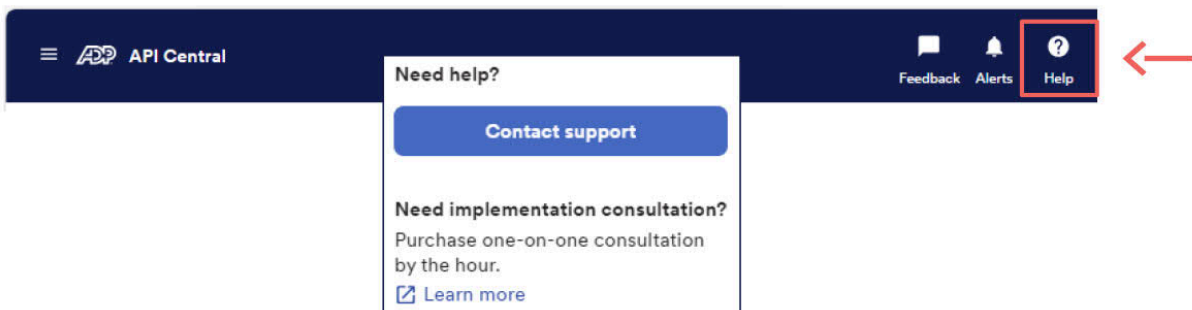 ADP API Central
Feedback Alerts Help
Need help?
Contact support
Need implementation consultation?
Purchase one-on-one consultation
by the hour.
Learn more